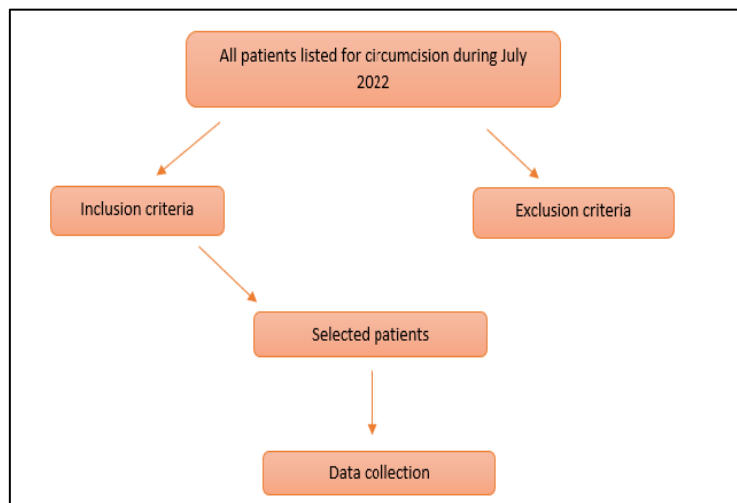 All patients listed for circumcision during July
2022
Inclusion criteria
Exclusion criteria
Selected patients
Data collection